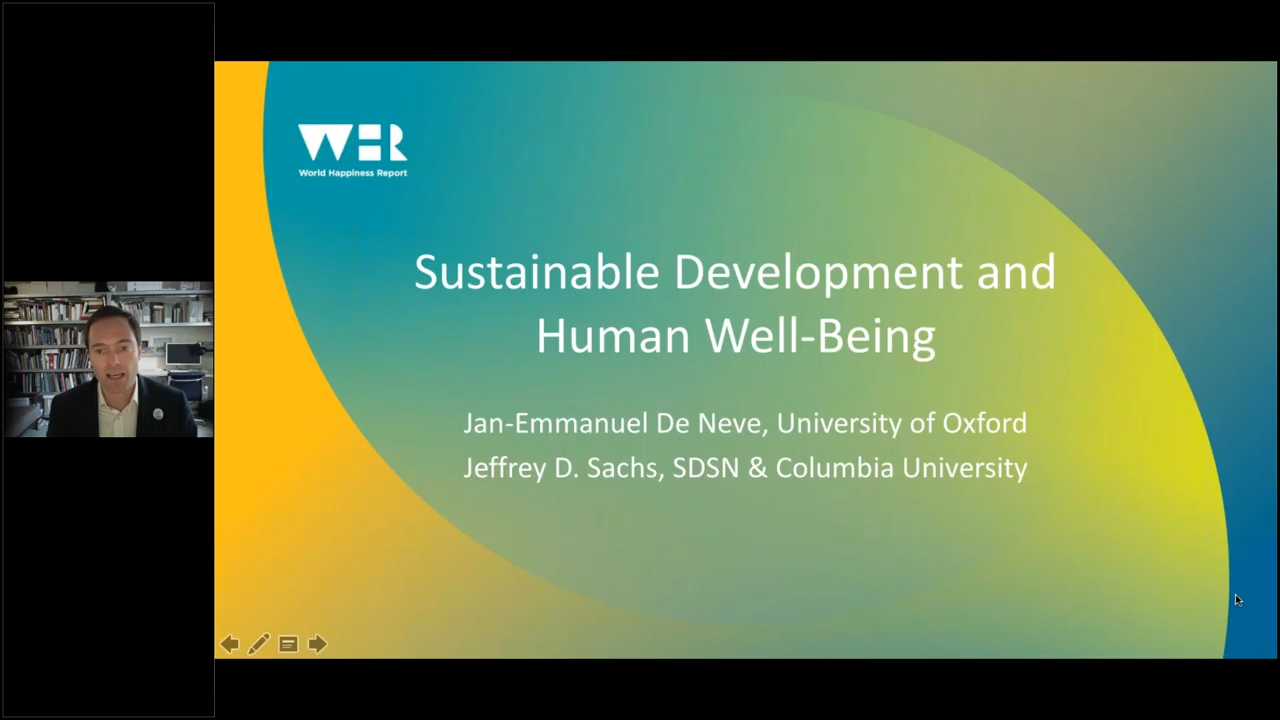 WHR
World Happiness Report
Sustainable Development and
Human Well-Being
Jan-Emmanuel De Neve, University of Oxford
Jeffrey D. Sachs, SDSN & Columbia University